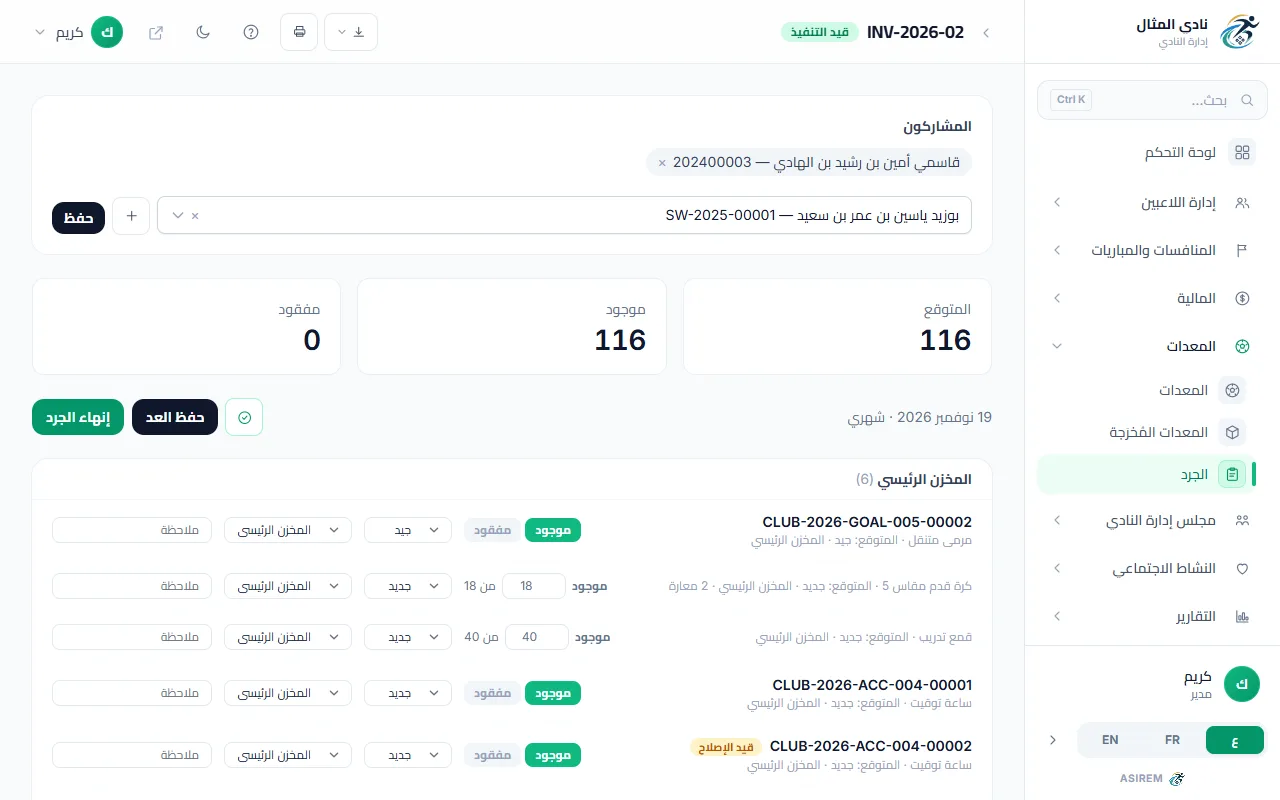 نادي المثال
إدارة النادي
بحث...
Ctrl K
لوحة التحكم
إدارة اللاعبين
المنافسات والمباريات
المالية
المعدات
المعدات
المعدات المُخرجة
الجرد
مجلس إدارة النادي
النشاط الاجتماعي
التقارير
ك
كريم
مدير
ع
FR
EN
ASIREM
INV-2026-02
قيد التنفيذ
ك
كريم
المشاركون
قاسمي أمين بن رشيد بن الهادي — 202400003 ×
بوزيد ياسين بن عمر بن سعيد — SW-2025-00001 ×
+
حفظ
المتوقع
116
موجود
116
مفقود
0
19 نوفمبر 2026 · شهري
حفظ العد
إنهاء الجرد
المخزن الرئيسي (6)
CLUB-2026-GOAL-005-00002
مرمى متنقل · المتوقع: جيد · المخزن الرئيسي
موجود مفقود جيد المخزن الرئيسي ملاحظة
كرة قدم مقاس 5 · المتوقع: جديد · المخزن الرئيسي · 2 معارة
موجود 18 من 18 جديد المخزن الرئيسي ملاحظة
قمع تدريب · المتوقع: جديد · المخزن الرئيسي
موجود 40 من 40 جديد المخزن الرئيسي ملاحظة
CLUB-2026-ACC-004-00001
ساعة توقيت · المتوقع: جديد · المخزن الرئيسي
موجود مفقود جديد المخزن الرئيسي ملاحظة
CLUB-2026-ACC-004-00002 قيد الإصلاح
ساعة توقيت · المتوقع: جديد · المخزن الرئيسي
موجود مفقود جديد المخزن الرئيسي ملاحظة